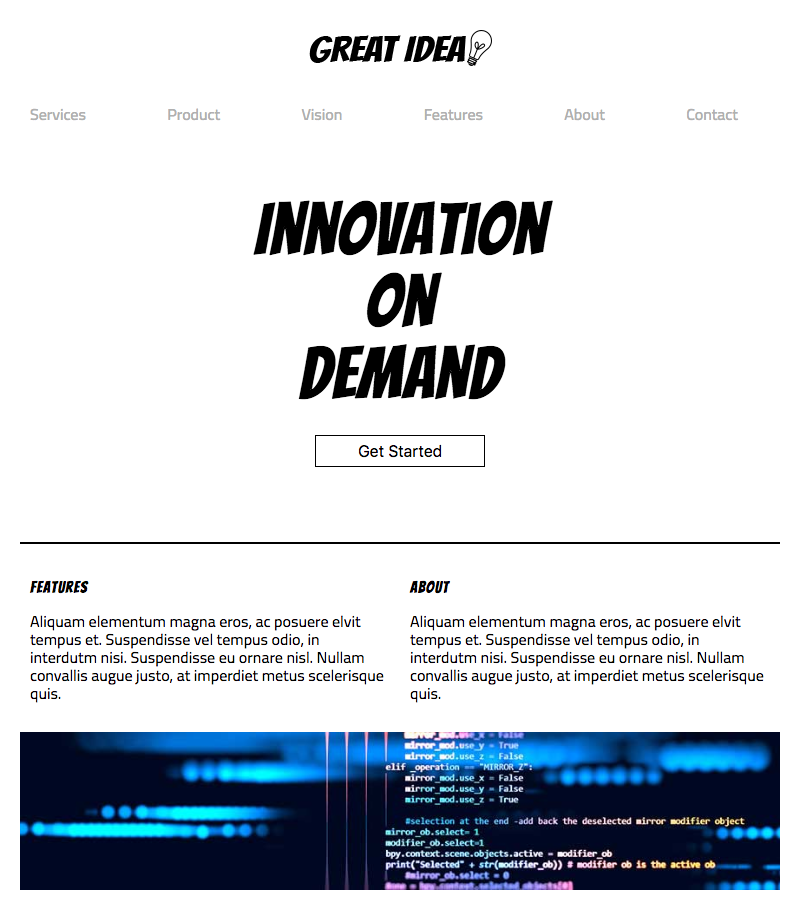 GREAT IDEA
Services Product Vision Features About Contact
INNOVATION
ON
DEMAND
Get Started
FEATURES
Aliquam elementum magna eros, ac posuere elvit
tempus et. Suspendisse vel tempus odio, in
interdutm nisi. Suspendisse eu ornare nisl. Nullam
convallis augue justo, at imperdiet metus scelerisque
quis.
ABOUT
Aliquam elementum magna eros, ac posuere elvit
tempus et. Suspendisse vel tempus odio, in
interdutm nisi. Suspendisse eu ornare nisl. Nullam
convallis augue justo, at imperdiet metus scelerisque
quis.
mirror_mod.use_x = False
mirror_mod.use_y = True
mirror_mod.use_z = False
elif _operation == "MIRROR_Z":
mirror_mod.use_x = False
mirror_mod.use_y = False
mirror_mod.use_z = True
#selection at the end -add back the deselected mirror modifier object
mirror_ob.select= 1
modifier_ob.select=1
bpy.context.scene.objects.active = modifier_ob
print("Selected" + str(modifier_ob)) # modifier ob is the active ob
#mirror_ob.select = 0
= bpy.context.selected_objects[0]